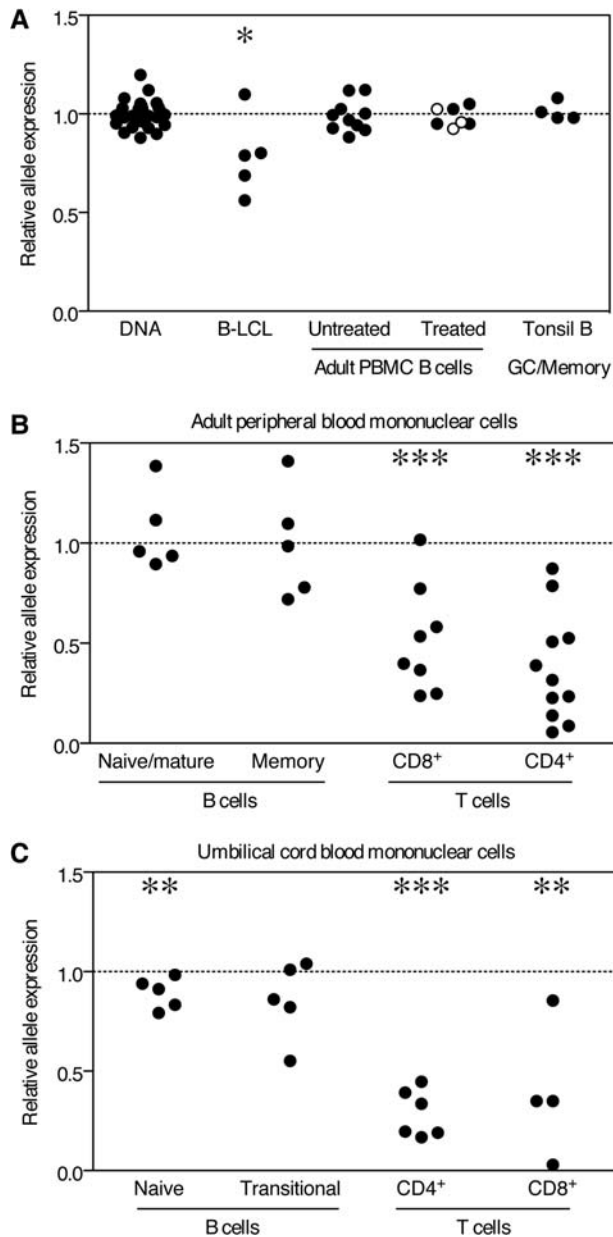 A
1.5
*
1.0
0.5
0.0
Relative allele expression
DNA B-LCL Untreated Treated Tonsil B
Adult PBMC B cells GC/Memory
B
Adult peripheral blood mononuclear cells
1.5
*** ***
1.0
0.5
0.0
Relative allele expression
Naive/mature Memory CD8+ CD4+
B cells T cells
C
Umbilical cord blood mononuclear cells
1.5
** *** **
1.0
0.5
0.0
Relative allele expression
Naive Transitional CD4+ CD8+
B cells T cells